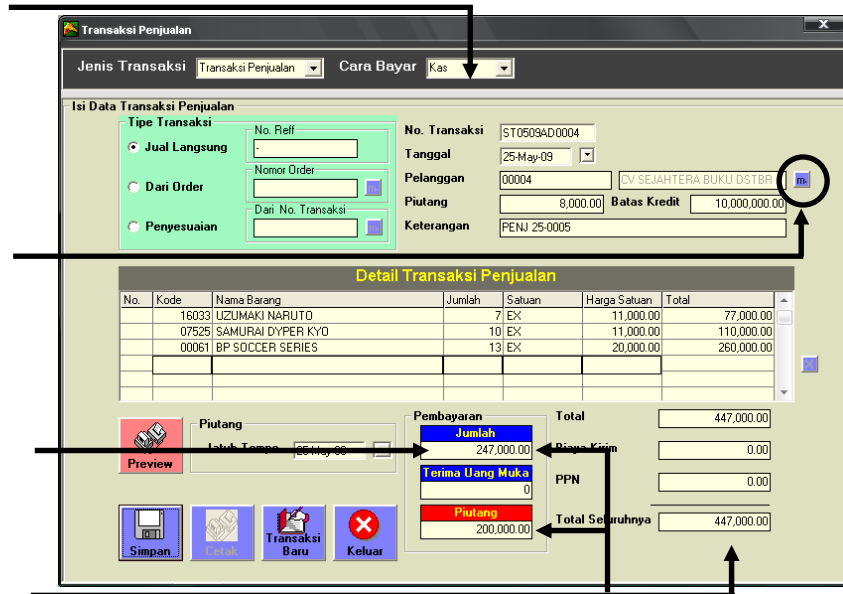 Transaksi Penjualan
x
Jenis Transaksi Transaksi Penjualan Cara Bayar Kas
Isi Data Transaksi Penjualan
Tipe Transaksi
Jual Langsung
No. Reff
-
Dari Order
Nomor Order
Penyesuaian
Dari No. Transaksi
No. Transaksi ST0509AD0004
Tanggal 25-May-09
Pelanggan 00004 CV SEJAHTERA BUKU DSTBR
Piutang 8,000.00 Batas Kredit 10,000,000.00
Keterangan PENJ 25-0005
Detail Transaksi Penjualan
No. Kode Nama Barang Jumlah Satuan Harga Satuan Total
16033 UZUMAKI NARUTO 7 EX 11,000.00 77,000.00
07525 SAMURAI DYPER KYO 10 EX 11,000.00 110,000.00
00061 BP SOCCER SERIES 13 EX 20,000.00 260,000.00
Preview
Piutang
Jatuh Tempo 25-May-09
Pembayaran
Jumlah
247,000.00
Terima Uang Muka
0
Piutang
200,000.00
Total 447,000.00
Biaya Kirim 0.00
PPN 0.00
Total Seluruhnya 447,000.00
Simpan
Cetak
Transaksi
Baru
Keluar